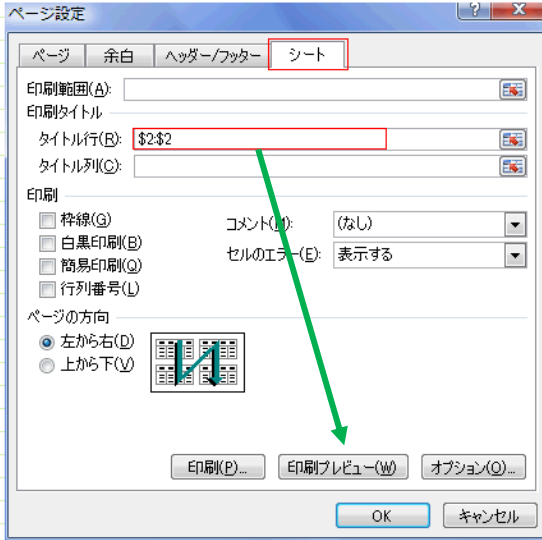 ページ設定
ページ 余白 ヘッダー/フッター シート
印刷範囲(A):
印刷タイトル
タイトル行(R): $2:$2
タイトル列(C):
印刷
枠線(G) コメント(M): (なし)
白黒印刷(B) セルのエラー(E): 表示する
簡易印刷(Q)
行列番号(L)
ページの方向
左から右(D)
上から下(V)
印刷(P)... 印刷プレビュー(W) オプション(O)...
OK キャンセル